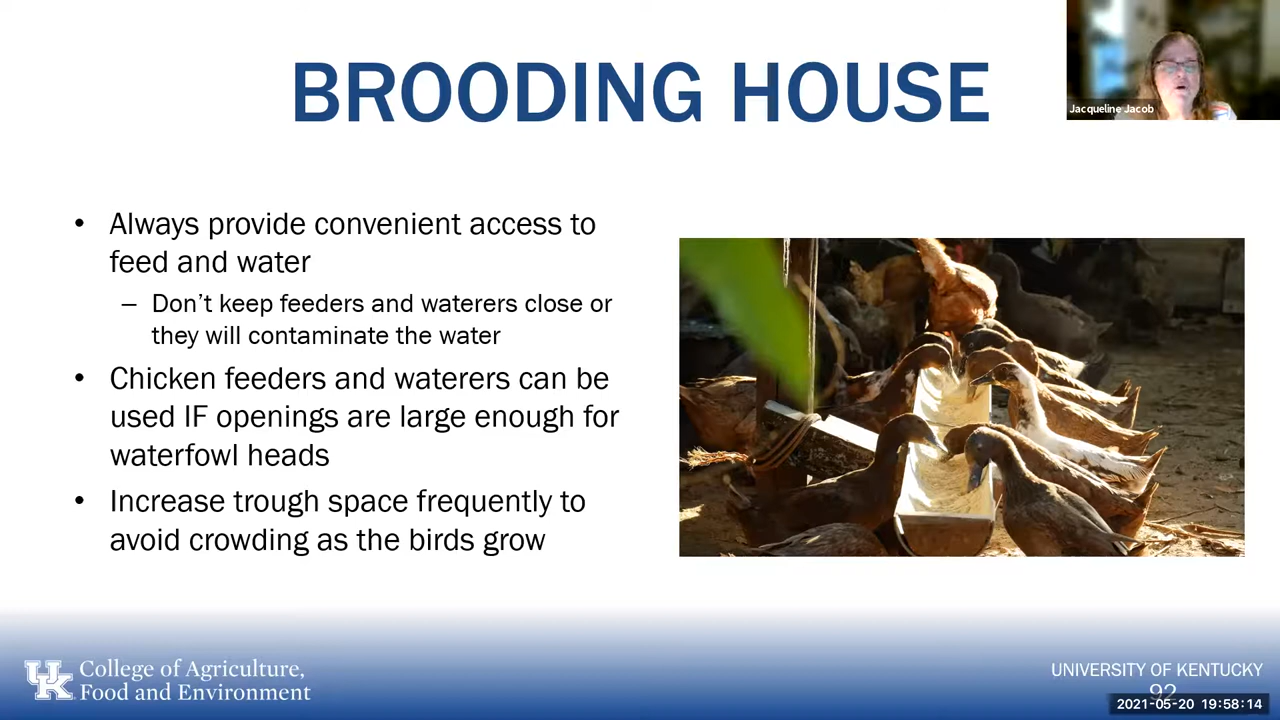 BROODING HOUSE
Jacqueline Jacob
• Always provide convenient access to
feed and water
– Don’t keep feeders and waterers close or
they will contaminate the water
• Chicken feeders and waterers can be
used IF openings are large enough for
waterfowl heads
• Increase trough space frequently to
avoid crowding as the birds grow
UK
College of Agriculture,
Food and Environment
UNIVERSITY OF KENTUCKY
92
2021-05-20 19:58:14